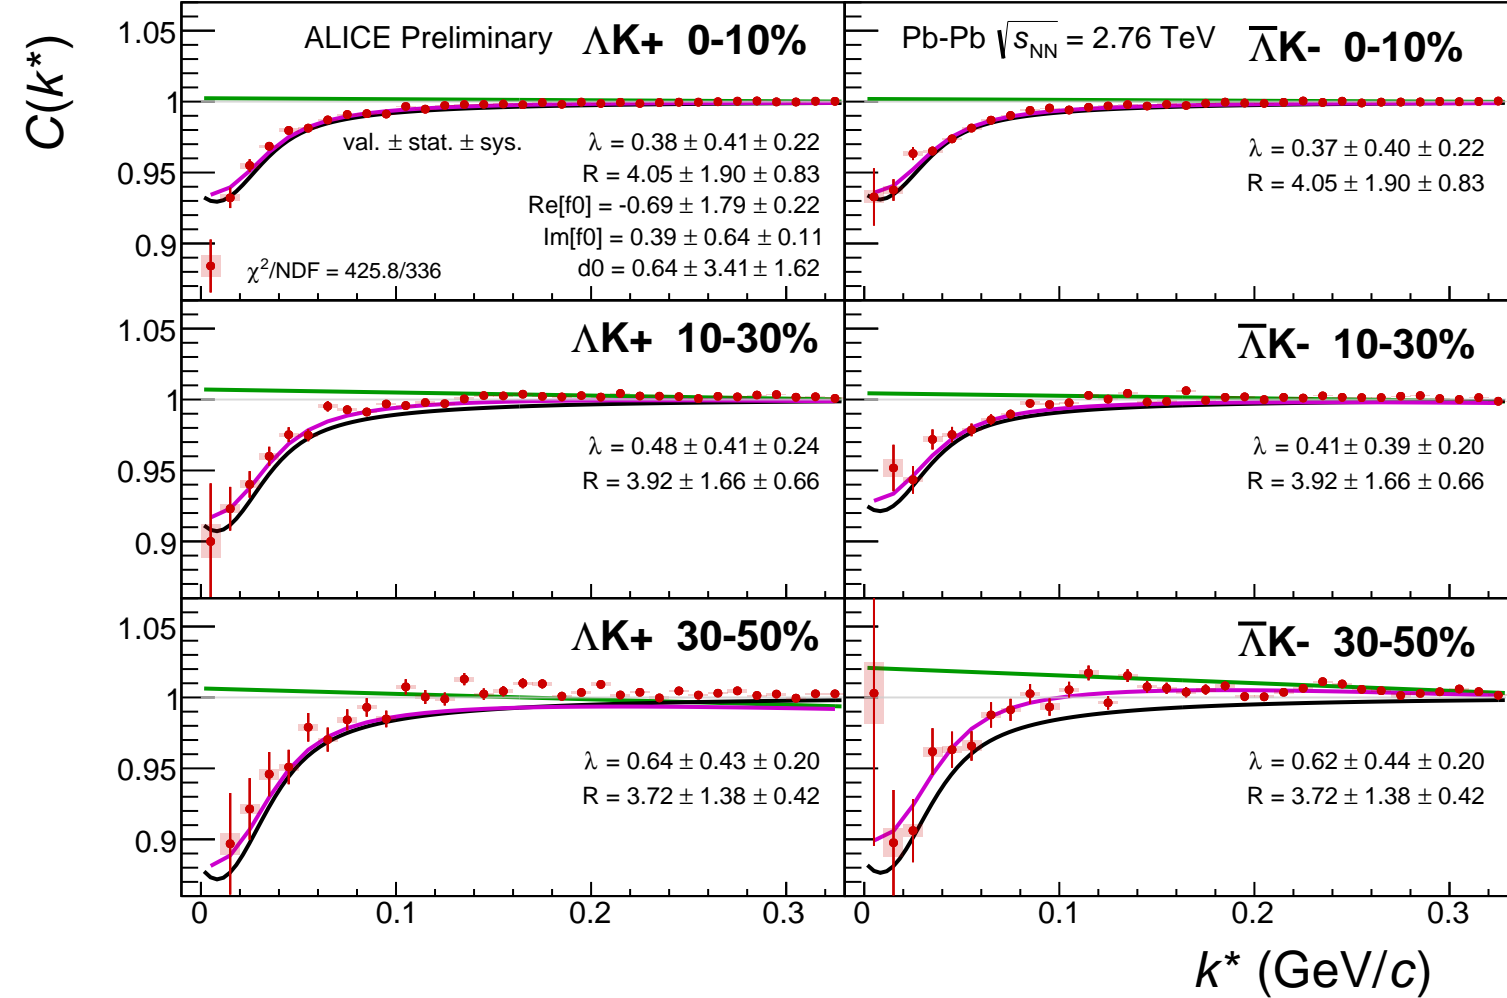 C(k*)
1.05
1
0.95
0.9
ALICE Preliminary ΛK+ 0-10%
val. ± stat. ± sys.
λ = 0.38 ± 0.41 ± 0.22
R = 4.05 ± 1.90 ± 0.83
Re[f0] = -0.69 ± 1.79 ± 0.22
Im[f0] = 0.39 ± 0.64 ± 0.11
d0 = 0.64 ± 3.41 ± 1.62
χ²/NDF = 425.8/336
Pb-Pb √s_NN = 2.76 TeV Λ̅K- 0-10%
λ = 0.37 ± 0.40 ± 0.22
R = 4.05 ± 1.90 ± 0.83
1.05
1
0.95
0.9
ΛK+ 10-30%
λ = 0.48 ± 0.41 ± 0.24
R = 3.92 ± 1.66 ± 0.66
Λ̅K- 10-30%
λ = 0.41 ± 0.39 ± 0.20
R = 3.92 ± 1.66 ± 0.66
1.05
1
0.95
0.9
ΛK+ 30-50%
λ = 0.64 ± 0.43 ± 0.20
R = 3.72 ± 1.38 ± 0.42
Λ̅K- 30-50%
λ = 0.62 ± 0.44 ± 0.20
R = 3.72 ± 1.38 ± 0.42
0 0.1 0.2 0.3
0 0.1 0.2 0.3
k* (GeV/c)